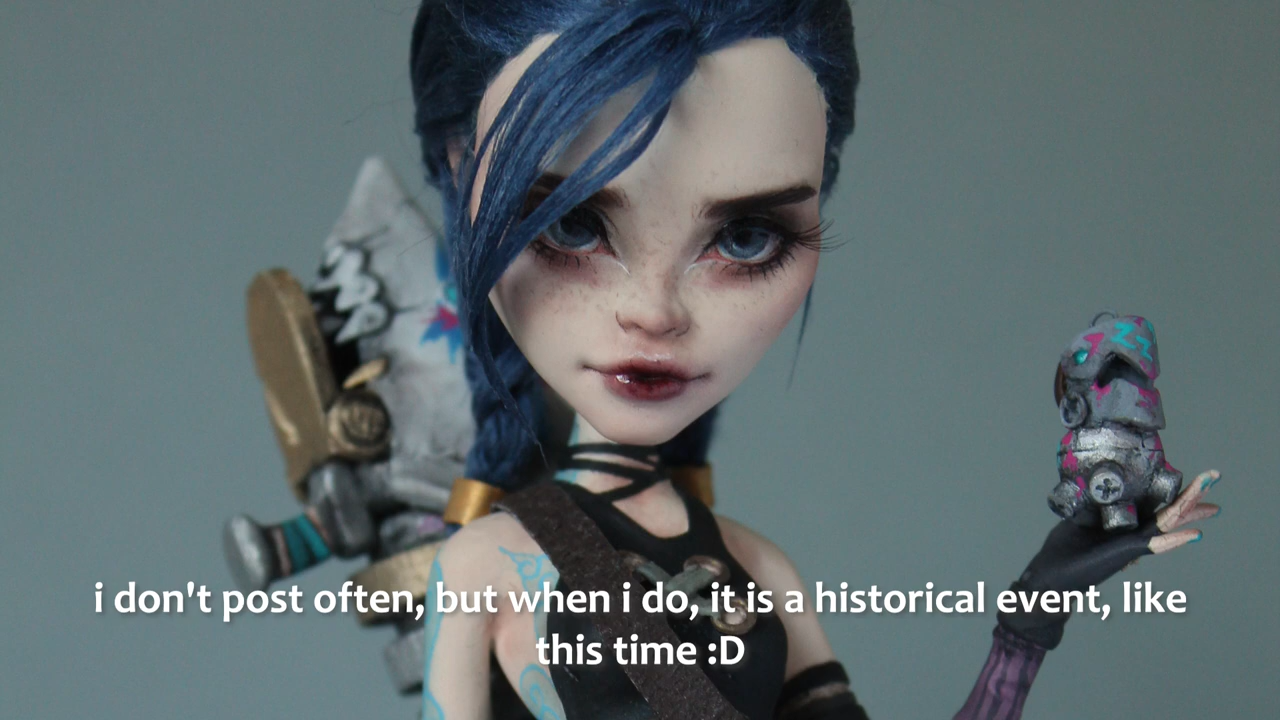 i don't post often, but when i do, it is a historical event, like
this time :D